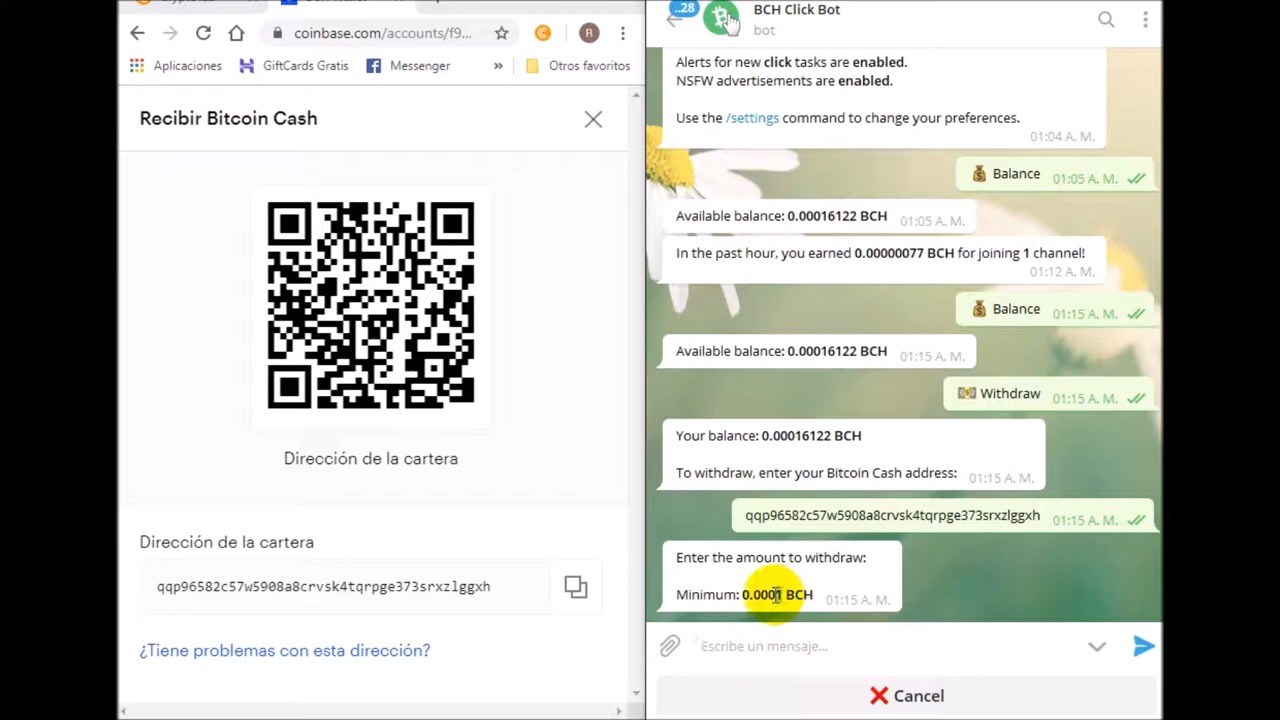 coinbase.com/accounts/f9...
R
Aplicaciones
GiftCards Gratis
Messenger
»
Otros favoritos
Recibir Bitcoin Cash
Dirección de la cartera
Dirección de la cartera
qqp96582c57w5908a8crvsk4tqrpge373srxzlggxh
¿Tiene problemas con esta dirección?
..28
BCH Click Bot
bot
Alerts for new click tasks are enabled.
NSFW advertisements are enabled.
Use the /settings command to change your preferences.
01:04 A. M.
Balance 01:05 A. M.
Available balance: 0.00016122 BCH 01:05 A. M.
In the past hour, you earned 0.00000077 BCH for joining 1 channel!
01:12 A. M.
Balance 01:15 A. M.
Available balance: 0.00016122 BCH 01:15 A. M.
Withdraw 01:15 A. M.
Your balance: 0.00016122 BCH
To withdraw, enter your Bitcoin Cash address: 01:15 A. M.
qqp96582c57w5908a8crvsk4tqrpge373srxzlggxh 01:15 A. M.
Enter the amount to withdraw:
Minimum: 0.0001 BCH 01:15 A. M.
Escribe un mensaje...
Cancel